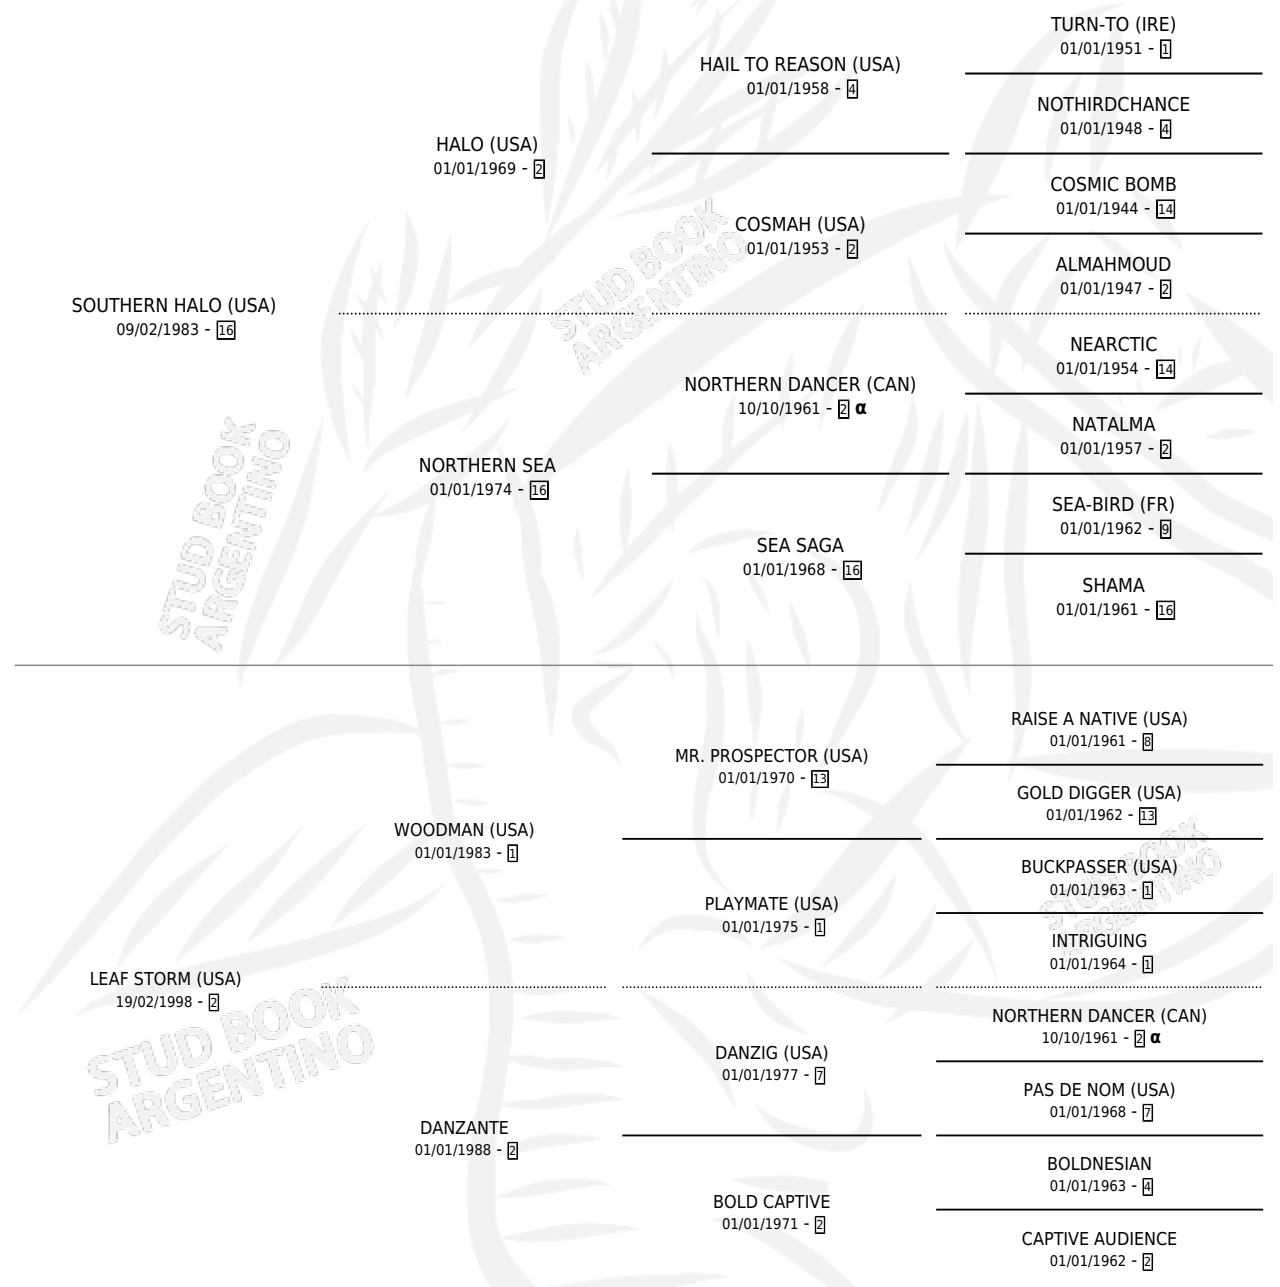 TURN-TO (IRE)
01/01/1951 - 1
HAIL TO REASON (USA)
01/01/1958 - 4
NOTHIRDCHANCE
01/01/1948 - 4
HALO (USA)
01/01/1969 - 2
COSMIC BOMB
01/01/1944 - 14
COSMAH (USA)
01/01/1953 - 2
ALMAHMOUD
01/01/1947 - 2
SOUTHERN HALO (USA)
09/02/1983 - 16
NEARCTIC
01/01/1954 - 14
NORTHERN DANCER (CAN)
10/10/1961 - 2 α
NATALMA
01/01/1957 - 2
NORTHERN SEA
01/01/1974 - 16
SEA-BIRD (FR)
01/01/1962 - 9
SEA SAGA
01/01/1968 - 16
SHAMA
01/01/1961 - 16
STUD BOOK
ARGENTINO
STUD BOOK
ARGENTINO
RAISE A NATIVE (USA)
01/01/1961 - 8
MR. PROSPECTOR (USA)
01/01/1970 - 13
GOLD DIGGER (USA)
01/01/1962 - 13
WOODMAN (USA)
01/01/1983 - 1
BUCKPASSER (USA)
01/01/1963 - 1
PLAYMATE (USA)
01/01/1975 - 1
INTRIGUING
01/01/1964 - 1
LEAF STORM (USA)
19/02/1998 - 2
NORTHERN DANCER (CAN)
10/10/1961 - 2 α
DANZIG (USA)
01/01/1977 - 7
PAS DE NOM (USA)
01/01/1968 - 7
DANZANTE
01/01/1988 - 2
BOLDNESIAN
01/01/1963 - 4
BOLD CAPTIVE
01/01/1971 - 2
CAPTIVE AUDIENCE
01/01/1962 - 2
STUD BOOK
ARGENTINO
STUD BOOK
ARGENTINO